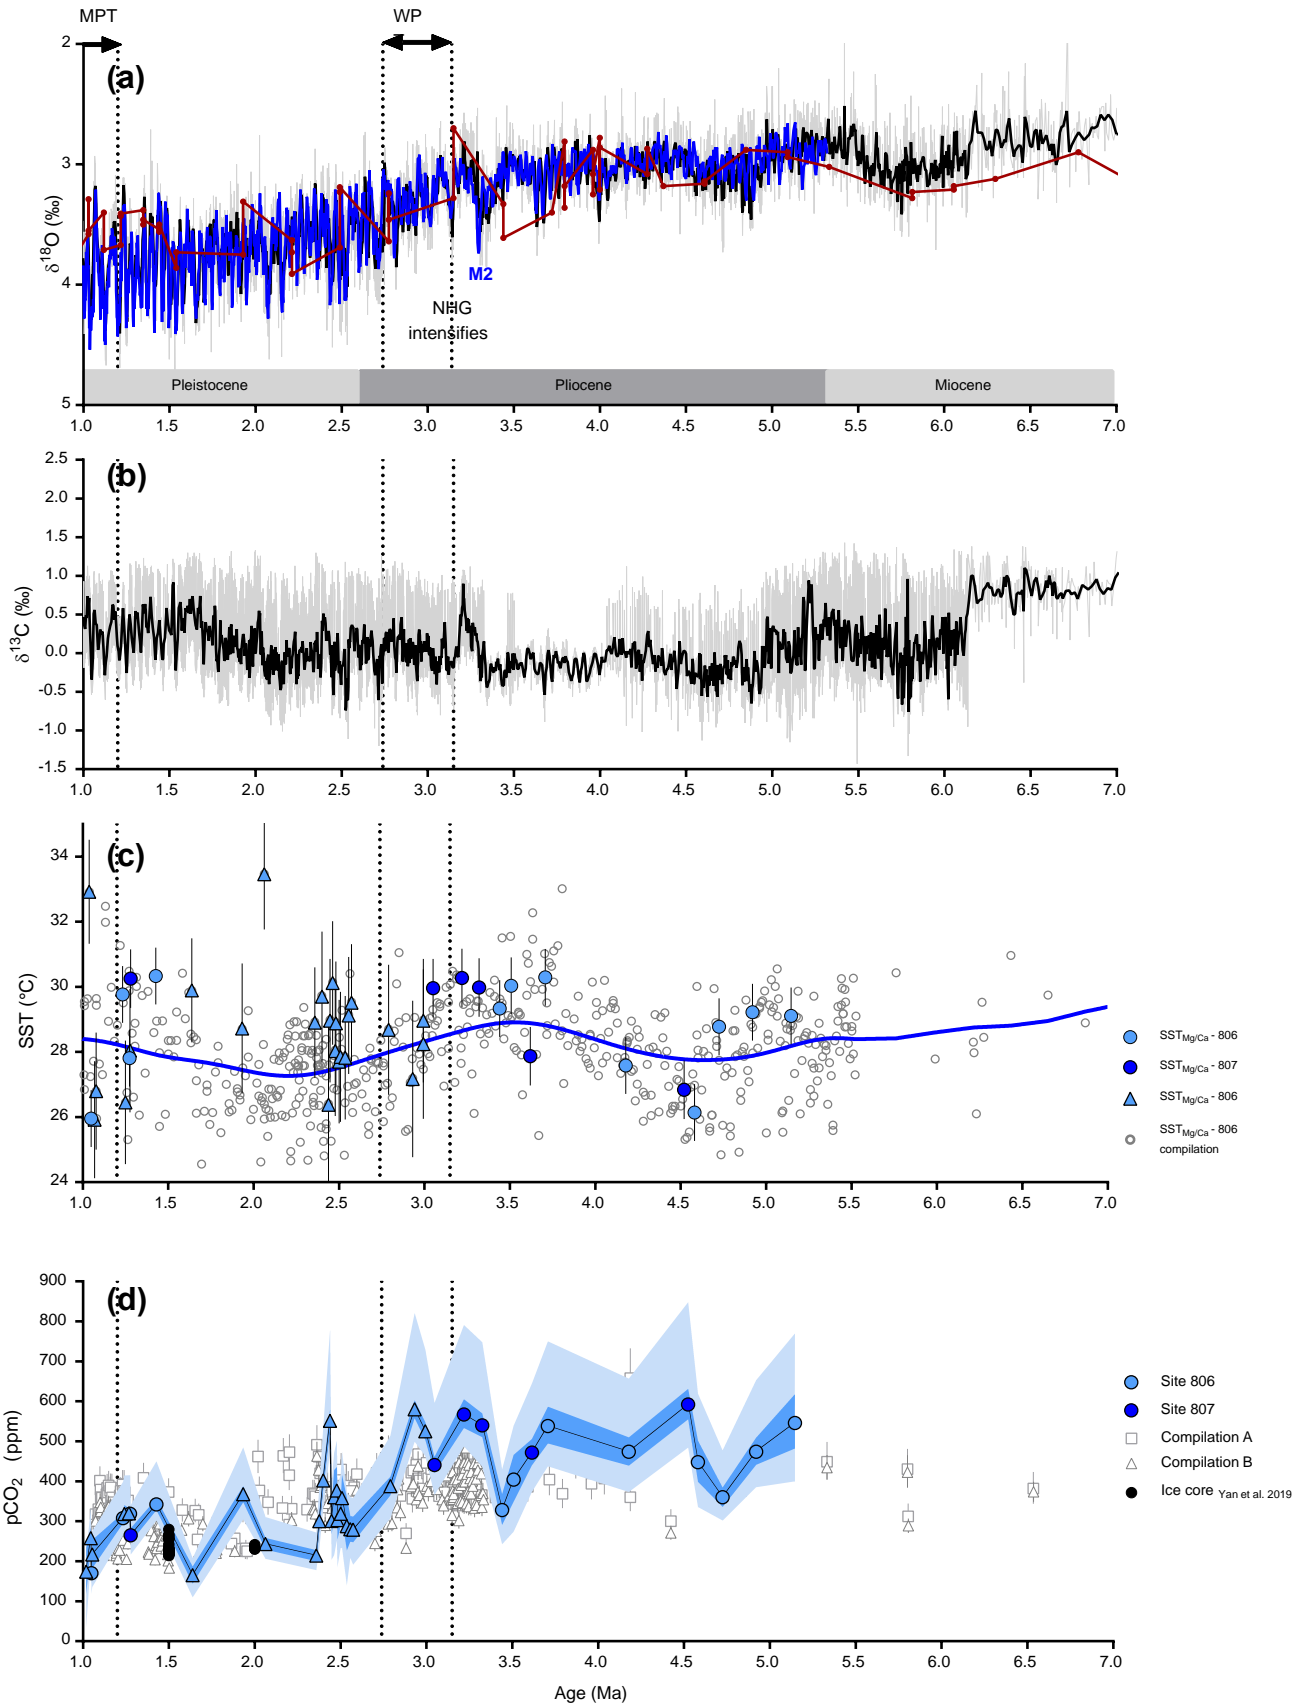 MPT
WP
2
(a)
3
4
5
δ18O (‰)
M2
NHG
intensifies
Pleistocene
Pliocene
Miocene
1.0 1.5 2.0 2.5 3.0 3.5 4.0 4.5 5.0 5.5 6.0 6.5 7.0
(b)
2.5
2.0
1.5
1.0
0.5
0.0
-0.5
-1.0
-1.5
δ13C (‰)
1.0 1.5 2.0 2.5 3.0 3.5 4.0 4.5 5.0 5.5 6.0 6.5 7.0
(c)
34
32
30
28
26
24
SST (°C)
SSTMg/Ca - 806
SSTMg/Ca - 807
SSTMg/Ca - 806
SSTMg/Ca - 806
compilation
1.0 1.5 2.0 2.5 3.0 3.5 4.0 4.5 5.0 5.5 6.0 6.5 7.0
(d)
900
800
700
600
500
400
300
200
100
0
pCO2 (ppm)
Site 806
Site 807
Compilation A
Compilation B
Ice core Yan et al. 2019
1.0 1.5 2.0 2.5 3.0 3.5 4.0 4.5 5.0 5.5 6.0 6.5 7.0
Age (Ma)